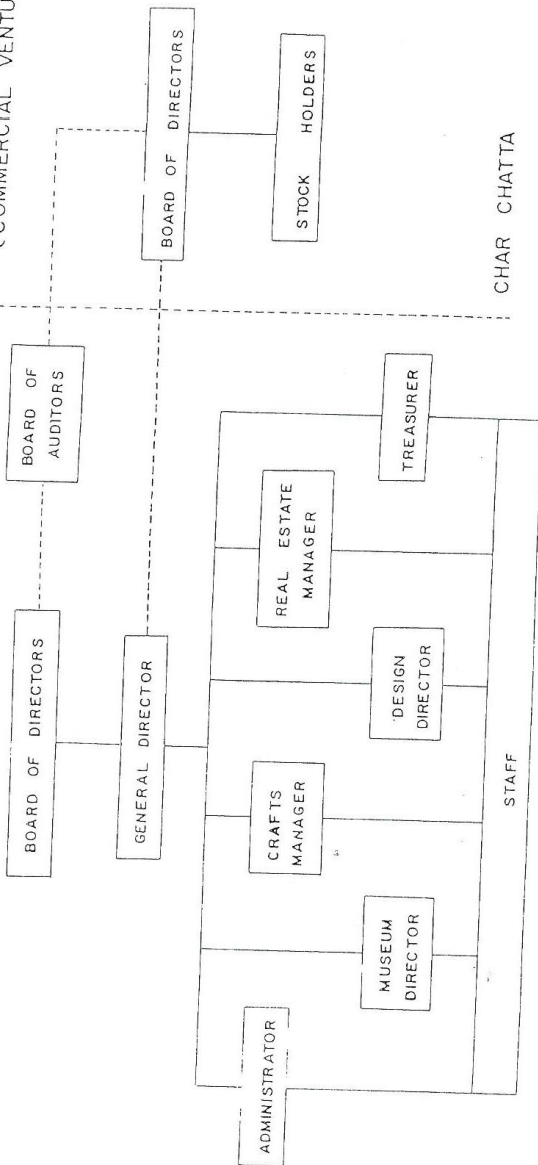 (COMMERCIAL
BOARD OF DIRECTORS
BOARD OF
AUDITORS
GENERAL DIRECTOR
BOARD OF DIRECTORS
STOCK HOLDERS
ADMINISTRATOR
CRAFTS
MANAGER
REAL ESTATE
MANAGER
MUSEUM
DIRECTOR
DESIGN
DIRECTOR
TREASURER
STAFF
CHAR CHATTA